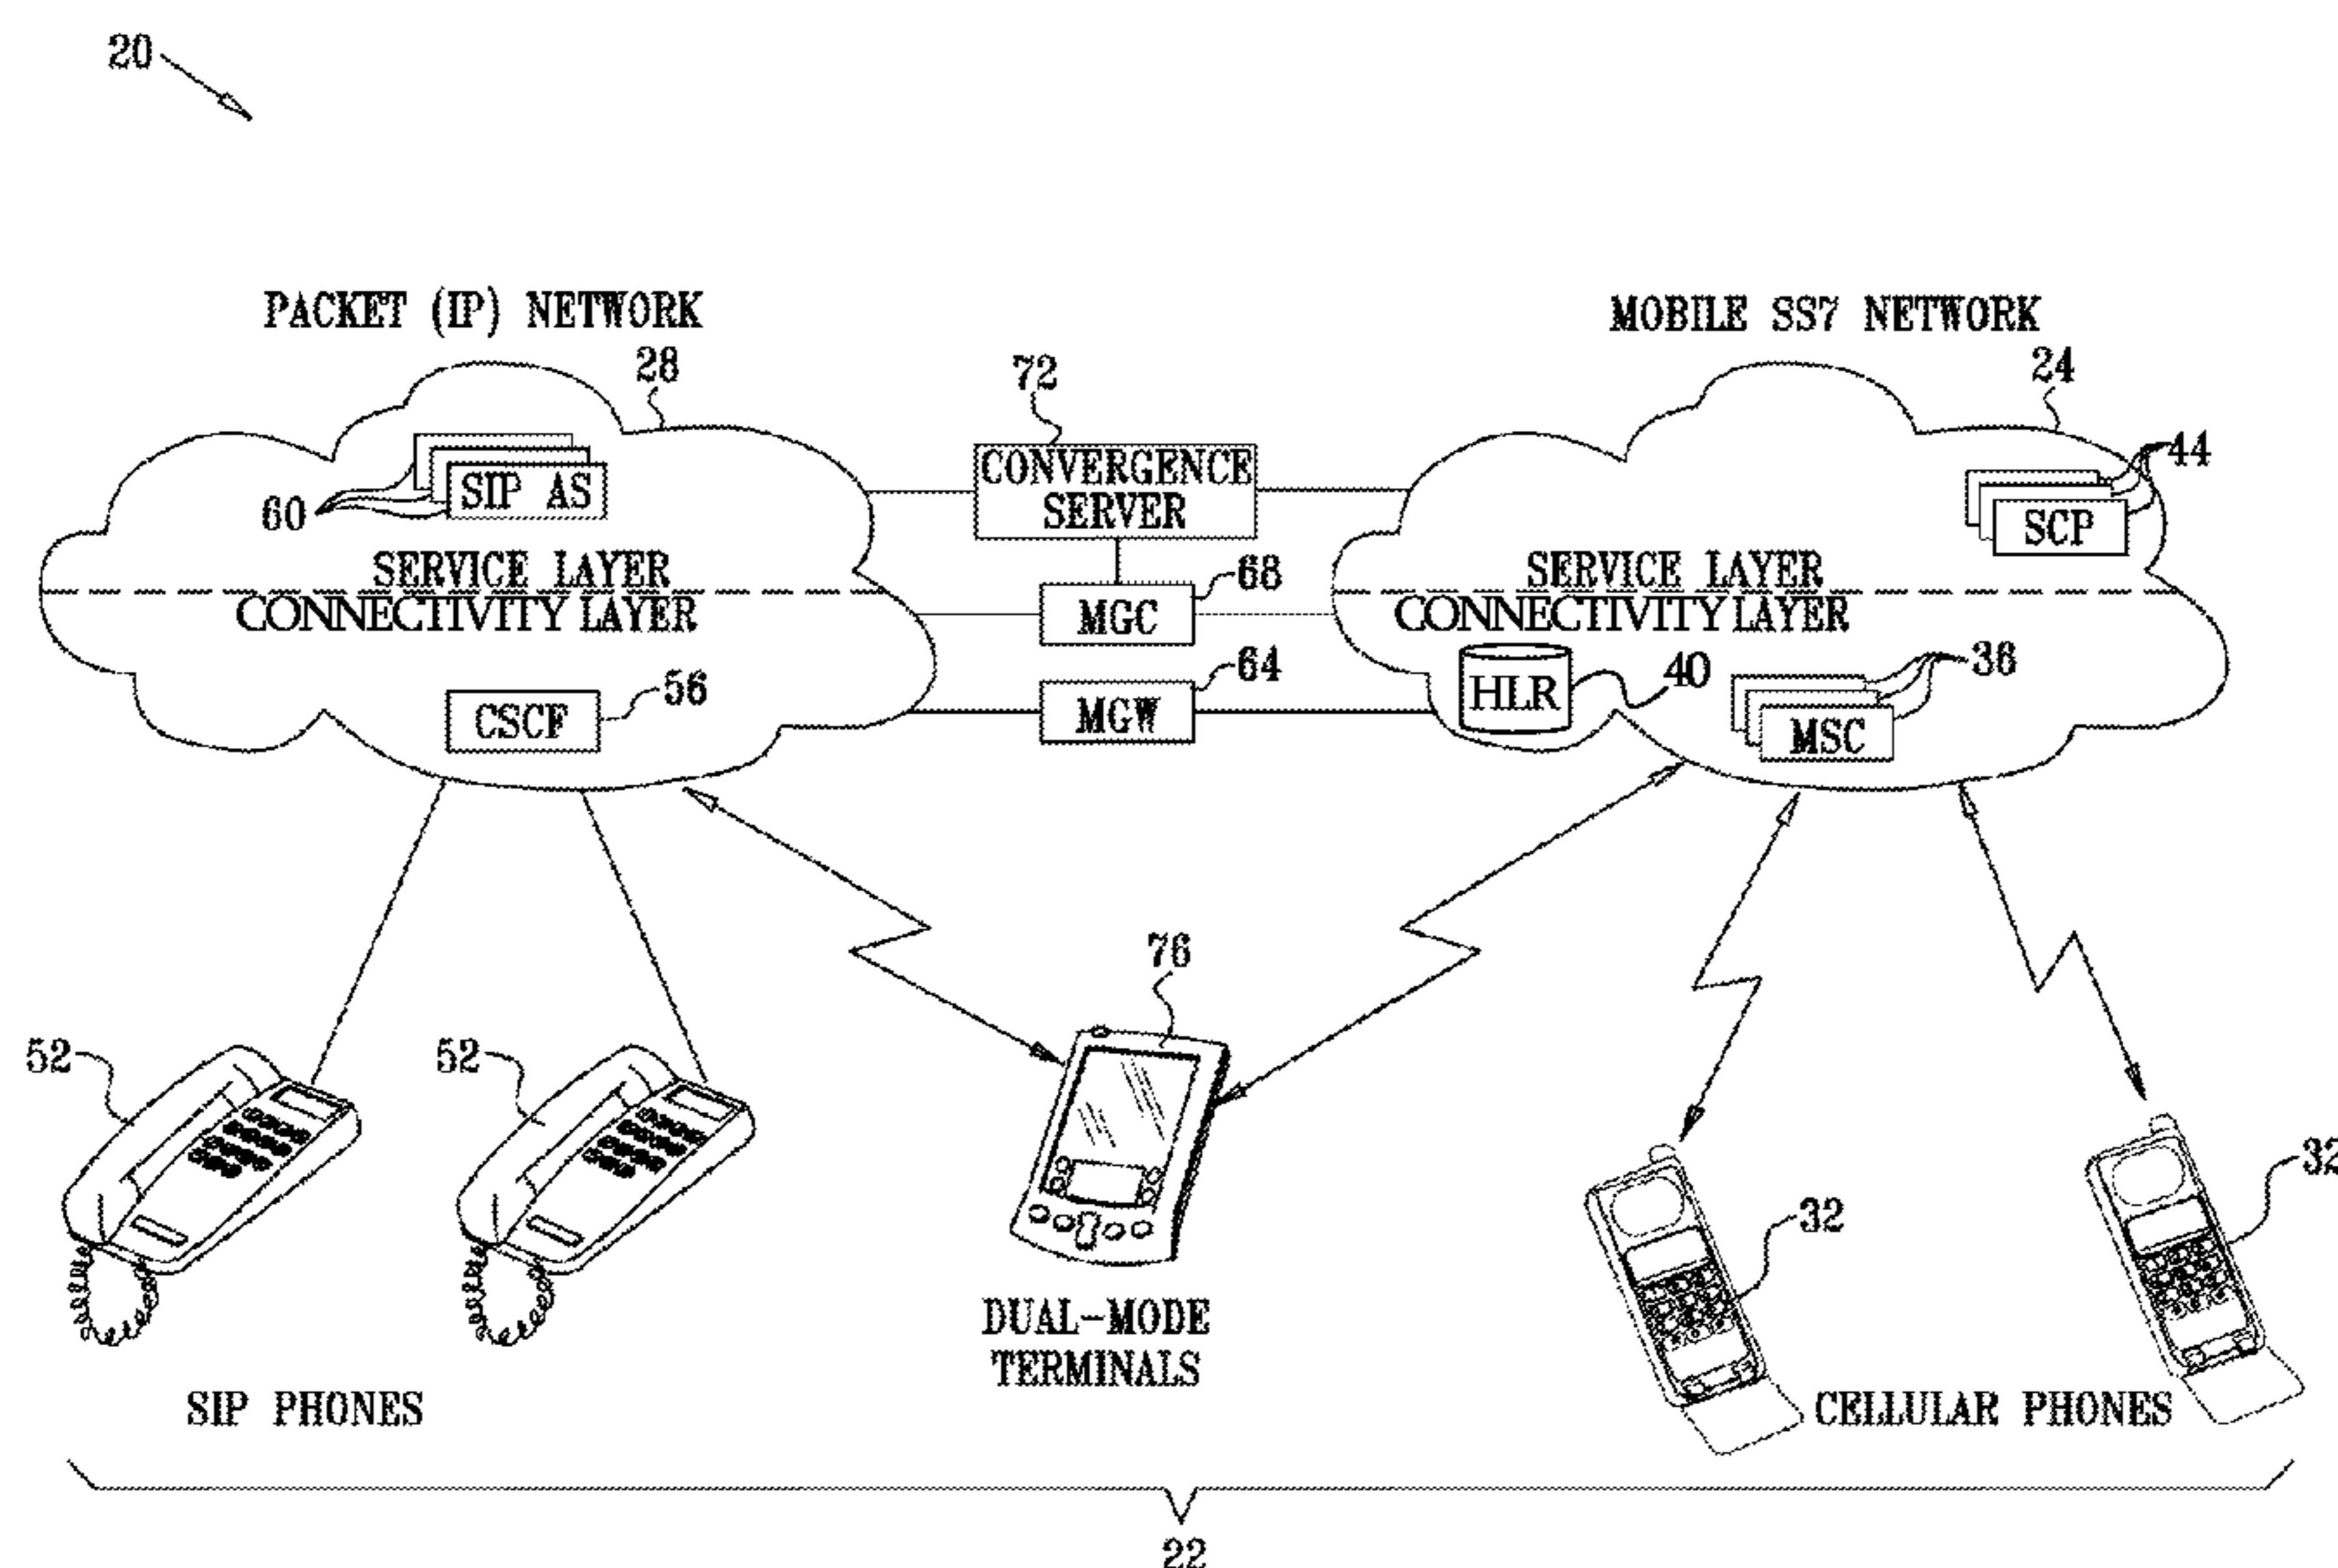 20
PACKET (IP) NETWORK
MOBILE SS7 NETWORK
28
72
24
44
CONVERGENCE
SERVER
SIP AS
60
SCP
SERVICE LAYER
CONNECTIVITY LAYER
68
MGC
SERVICE LAYER
CONNECTIVITY LAYER
56
CSCF
64
MGW
HLR
40
36
MSC
76
52
52
32
32
DUAL-MODE
TERMINALS
SIP PHONES
CELLULAR PHONES
22